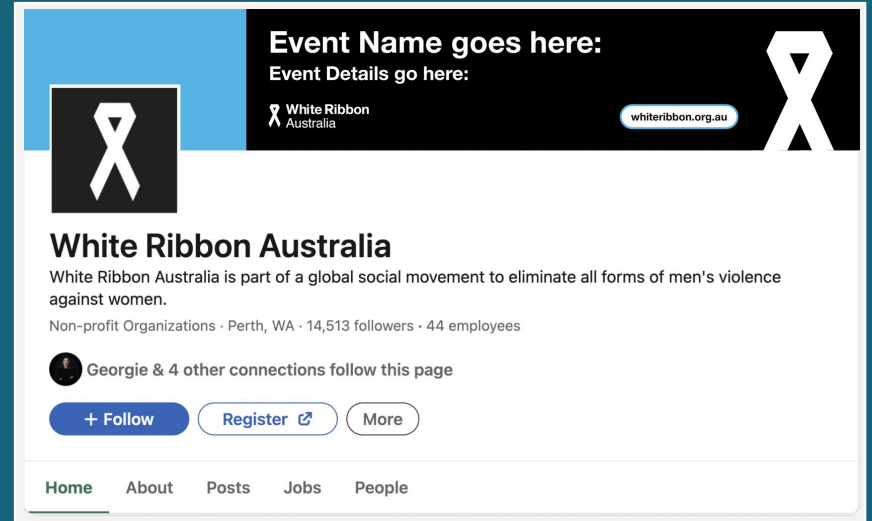 Event Name goes here:
Event Details go here:
White Ribbon
Australia
whiteribbon.org.au
White Ribbon Australia
White Ribbon Australia is part of a global social movement to eliminate all forms of men's violence
against women.
Non-profit Organizations · Perth, WA · 14,513 followers · 44 employees
Georgie & 4 other connections follow this page
+ Follow
Register
More
Home
About
Posts
Jobs
People